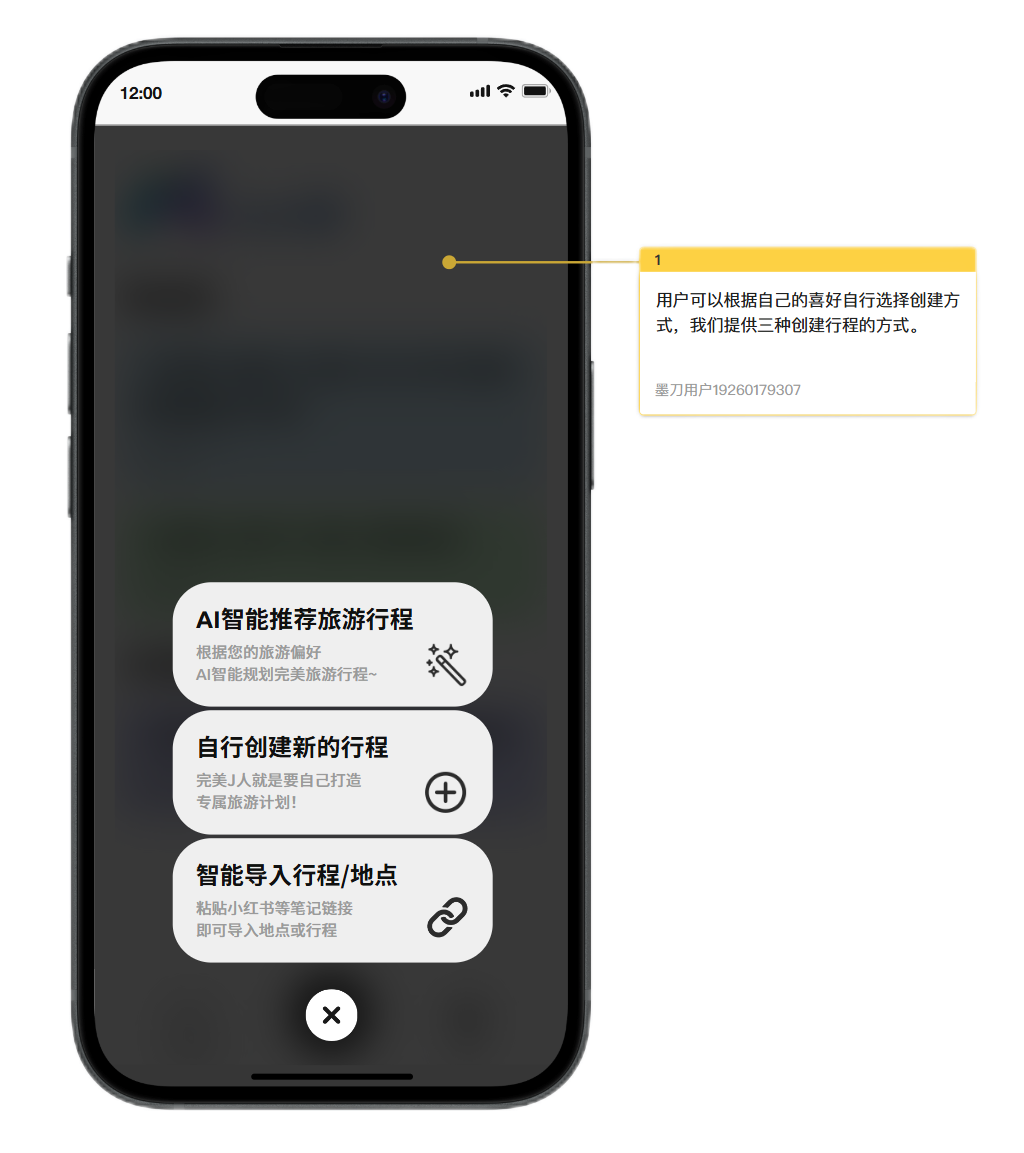 12:00
1
用户可以根据自己的喜好自行选择创建方
式，我们提供三种创建行程的方式。
墨刀用户19260179307
AI智能推荐旅游行程
根据您的旅游偏好
AI智能规划完美旅游行程~
自行创建新的行程
完美J人就是要自己打造
专属旅游计划！
智能导入行程/地点
粘贴小红书等笔记链接
即可导入地点或行程